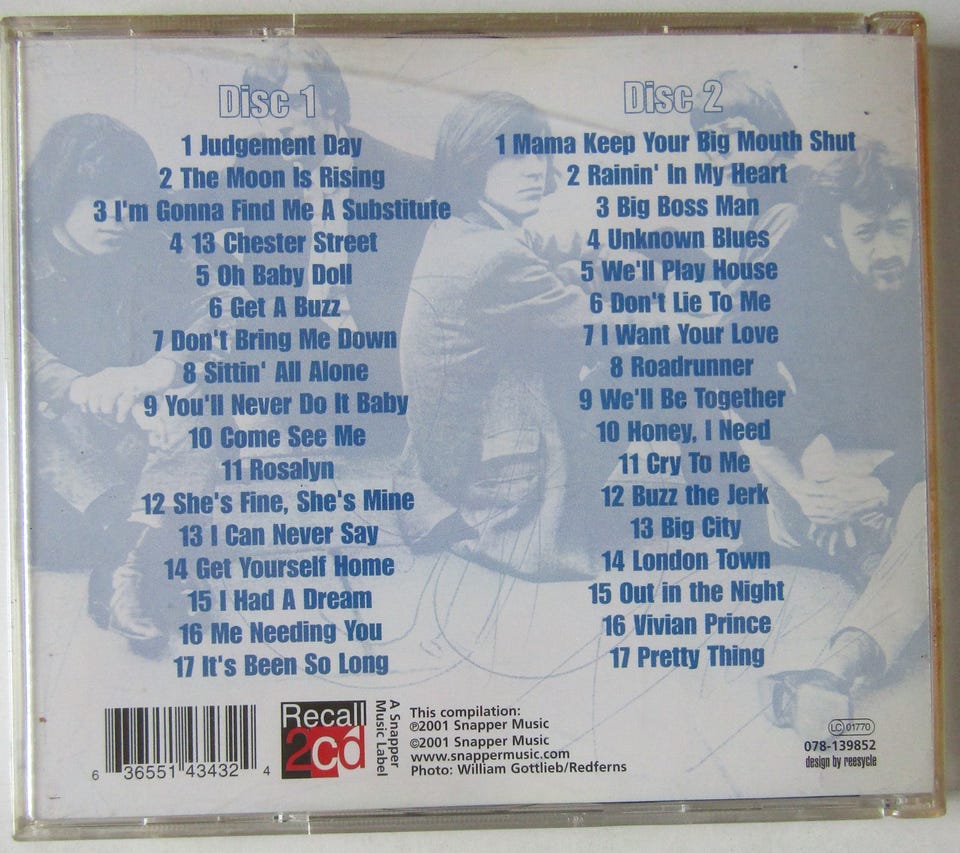 Disc 1
1 Judgement Day
2 The Moon Is Rising
3 I'm Gonna Find Me A Substitute
4 13 Chester Street
5 Oh Baby Doll
6 Get A Buzz
7 Don't Bring Me Down
8 Sittin' All Alone
9 You'll Never Do It Baby
10 Come See Me
11 Rosalyn
12 She's Fine, She's Mine
13 I Can Never Say
14 Get Yourself Home
15 I Had A Dream
16 Me Needing You
17 It's Been So Long
Disc 2
1 Mama Keep Your Big Mouth Shut
2 Rainin' In My Heart
3 Big Boss Man
4 Unknown Blues
5 We'll Play House
6 Don't Lie To Me
7 I Want Your Love
8 Roadrunner
9 We'll Be Together
10 Honey, I Need
11 Cry To Me
12 Buzz the Jerk
13 Big City
14 London Town
15 Out in the Night
16 Vivian Prince
17 Pretty Thing
6 36551 43432 4
Recall
2cd
A Snapper
Music Label
This compilation:
℗2001 Snapper Music
©2001 Snapper Music
www.snappermusic.com
Photo: William Gottlieb/Redferns
LC 01770
078-139852
design by reesycle